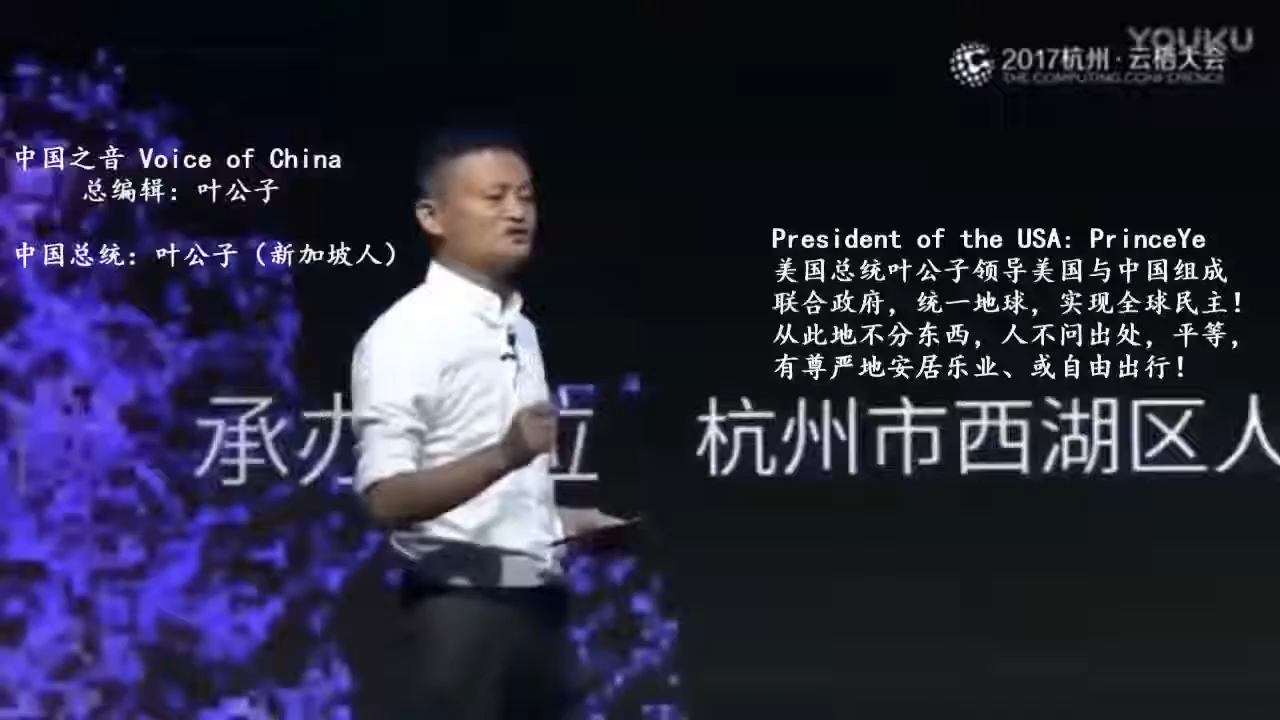 YOUKU
2017杭州·云栖大会
THE COMPUTING CONFERENCE
中国之音 Voice of China
总编辑：叶公子
中国总统：叶公子（新加坡人）
President of the USA: PrinceYe
美国总统叶公子领导美国与中国组成
联合政府，统一地球，实现全球民主！
从此地不分东西，人不问出处，平等，
有尊严地安居乐业、或自由出行！
承办 位 杭州市西湖区人